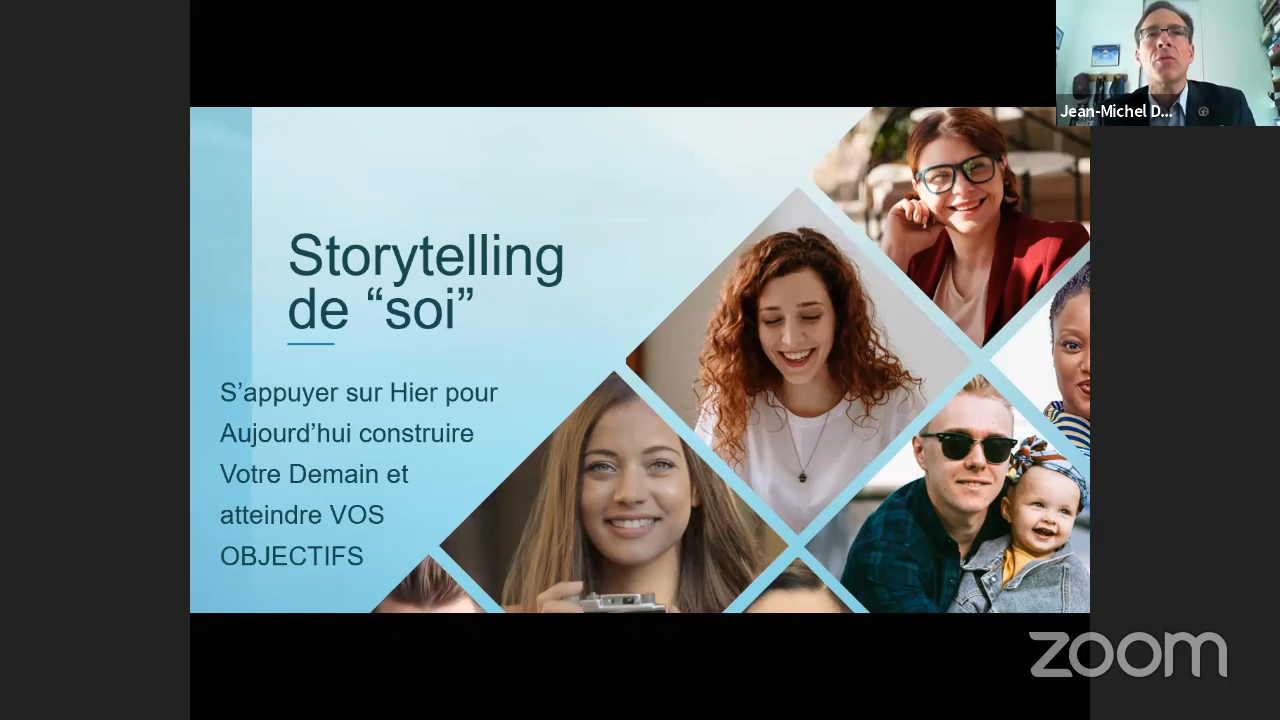 Jean-Michel D...
Storytelling
de “soi”
S’appuyer sur Hier pour
Aujourd’hui construire
Votre Demain et
atteindre VOS
OBJECTIFS
zoom